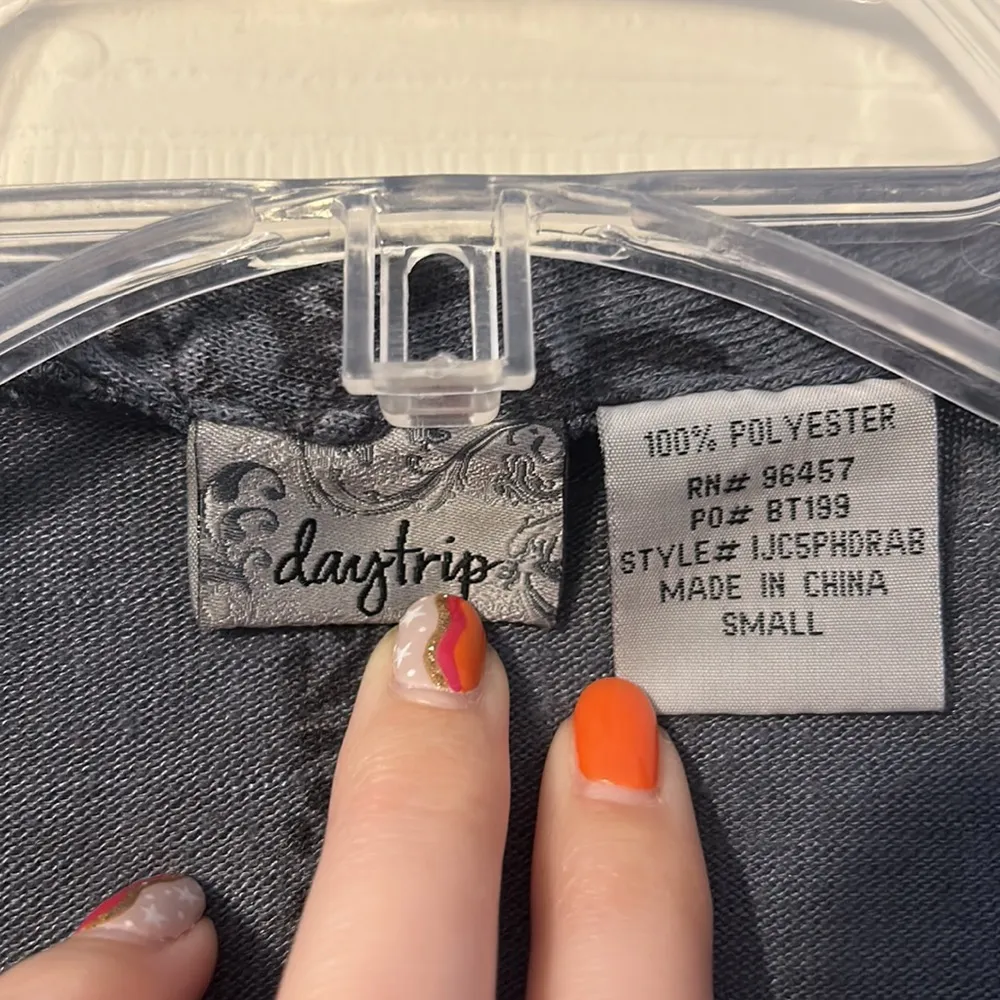 daytrip
100% POLYESTER
RN# 96457
PO# BT199
STYLE# IJC5PHDRAB
MADE IN CHINA
SMALL